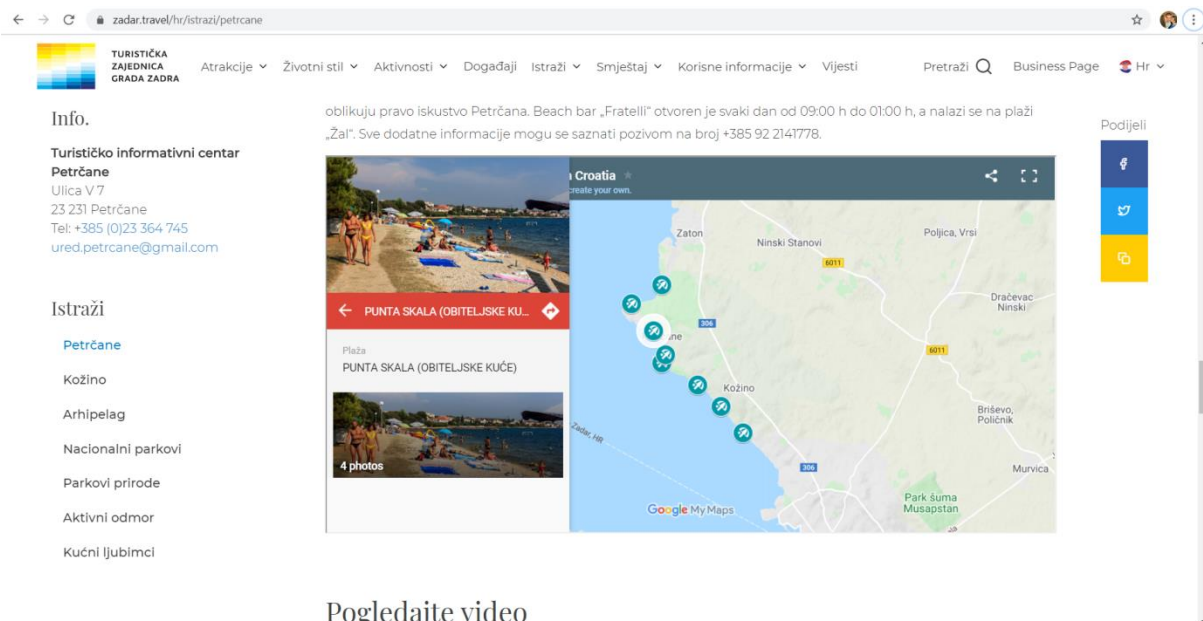 zadar.travel/hr/istrazi/petrcane
TURISTIČKA
ZAJEDNICA
GRADA ZADRA
Atrakcije
Životni stil
Aktivnosti
Događaji
Istraži
Smještaj
Korisne informacije
Vijesti
Pretraži
Business Page
Hr
Info.
Turističko informativni centar
Petrčane
Ulica V 7
23 231 Petrčane
Tel: +385 (0)23 364 745
ured.petrcane@gmail.com
Istraži
Petrčane
Kožino
Arhipelag
Nacionalni parkovi
Parkovi prirode
Aktivni odmor
Kućni ljubimci
oblikuju pravo iskustvo Petrčana. Beach bar „Fratelli“ otvoren je svaki dan od 09:00 h do 01:00 h, a nalazi se na plaži
„Žal“. Sve dodatne informacije mogu se saznati pozivom na broj +385 92 2141778.
PUNTA SKALA (OBITELJSKE KU...
Plaža
PUNTA SKALA (OBITELJSKE KUĆE)
4 photos
Croatia
create your own.
Zaton
Ninski Stanovi
Poljica, Vrsi
6011
Dračevac
Ninski
306
ne
6011
Kožino
Briševo,
Poličnik
Zadar, HR
306
Murvica
Park šuma
Musapstan
Google My Maps
Podijeli
Pogledajte video